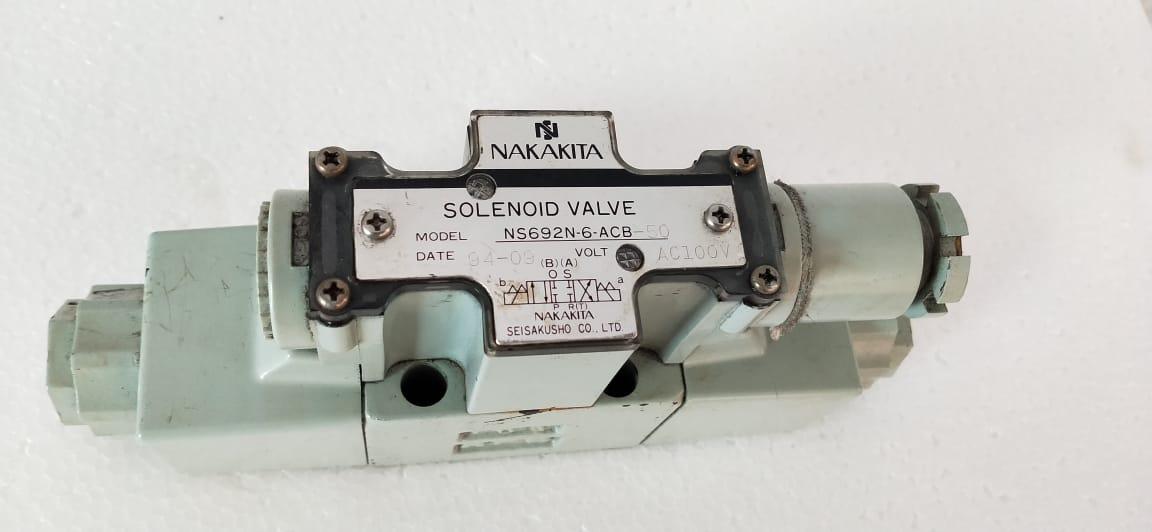 NAKAKITA
SOLENOID VALVE
MODEL NS692N-6-ACB-50
DATE 94-09 VOLT AC100V
(B)(A)
O S
b a
P R(T)
NAKAKITA
SEISAKUSHO CO., LTD.